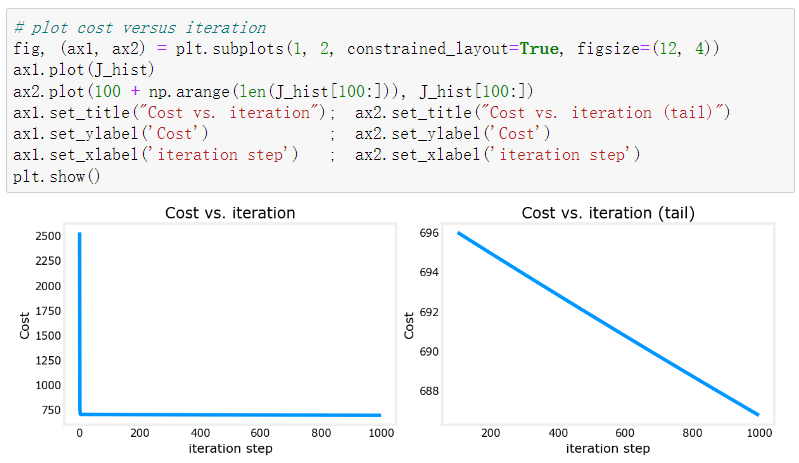 # plot cost versus iteration
fig, (ax1, ax2) = plt.subplots(1, 2, constrained_layout=True, figsize=(12, 4))
ax1.plot(J_hist)
ax2.plot(100 + np.arange(len(J_hist[100:])), J_hist[100:])
ax1.set_title("Cost vs. iteration");  ax2.set_title("Cost vs. iteration (tail)")
ax1.set_ylabel('Cost')            ;  ax2.set_ylabel('Cost')
ax1.set_xlabel('iteration step')   ;  ax2.set_xlabel('iteration step')
plt.show()
Cost vs. iteration
2500
2250
2000
1750
1500
1250
1000
750
Cost
0 200 400 600 800 1000
iteration step
Cost vs. iteration (tail)
696
694
692
690
688
Cost
200 400 600 800 1000
iteration step